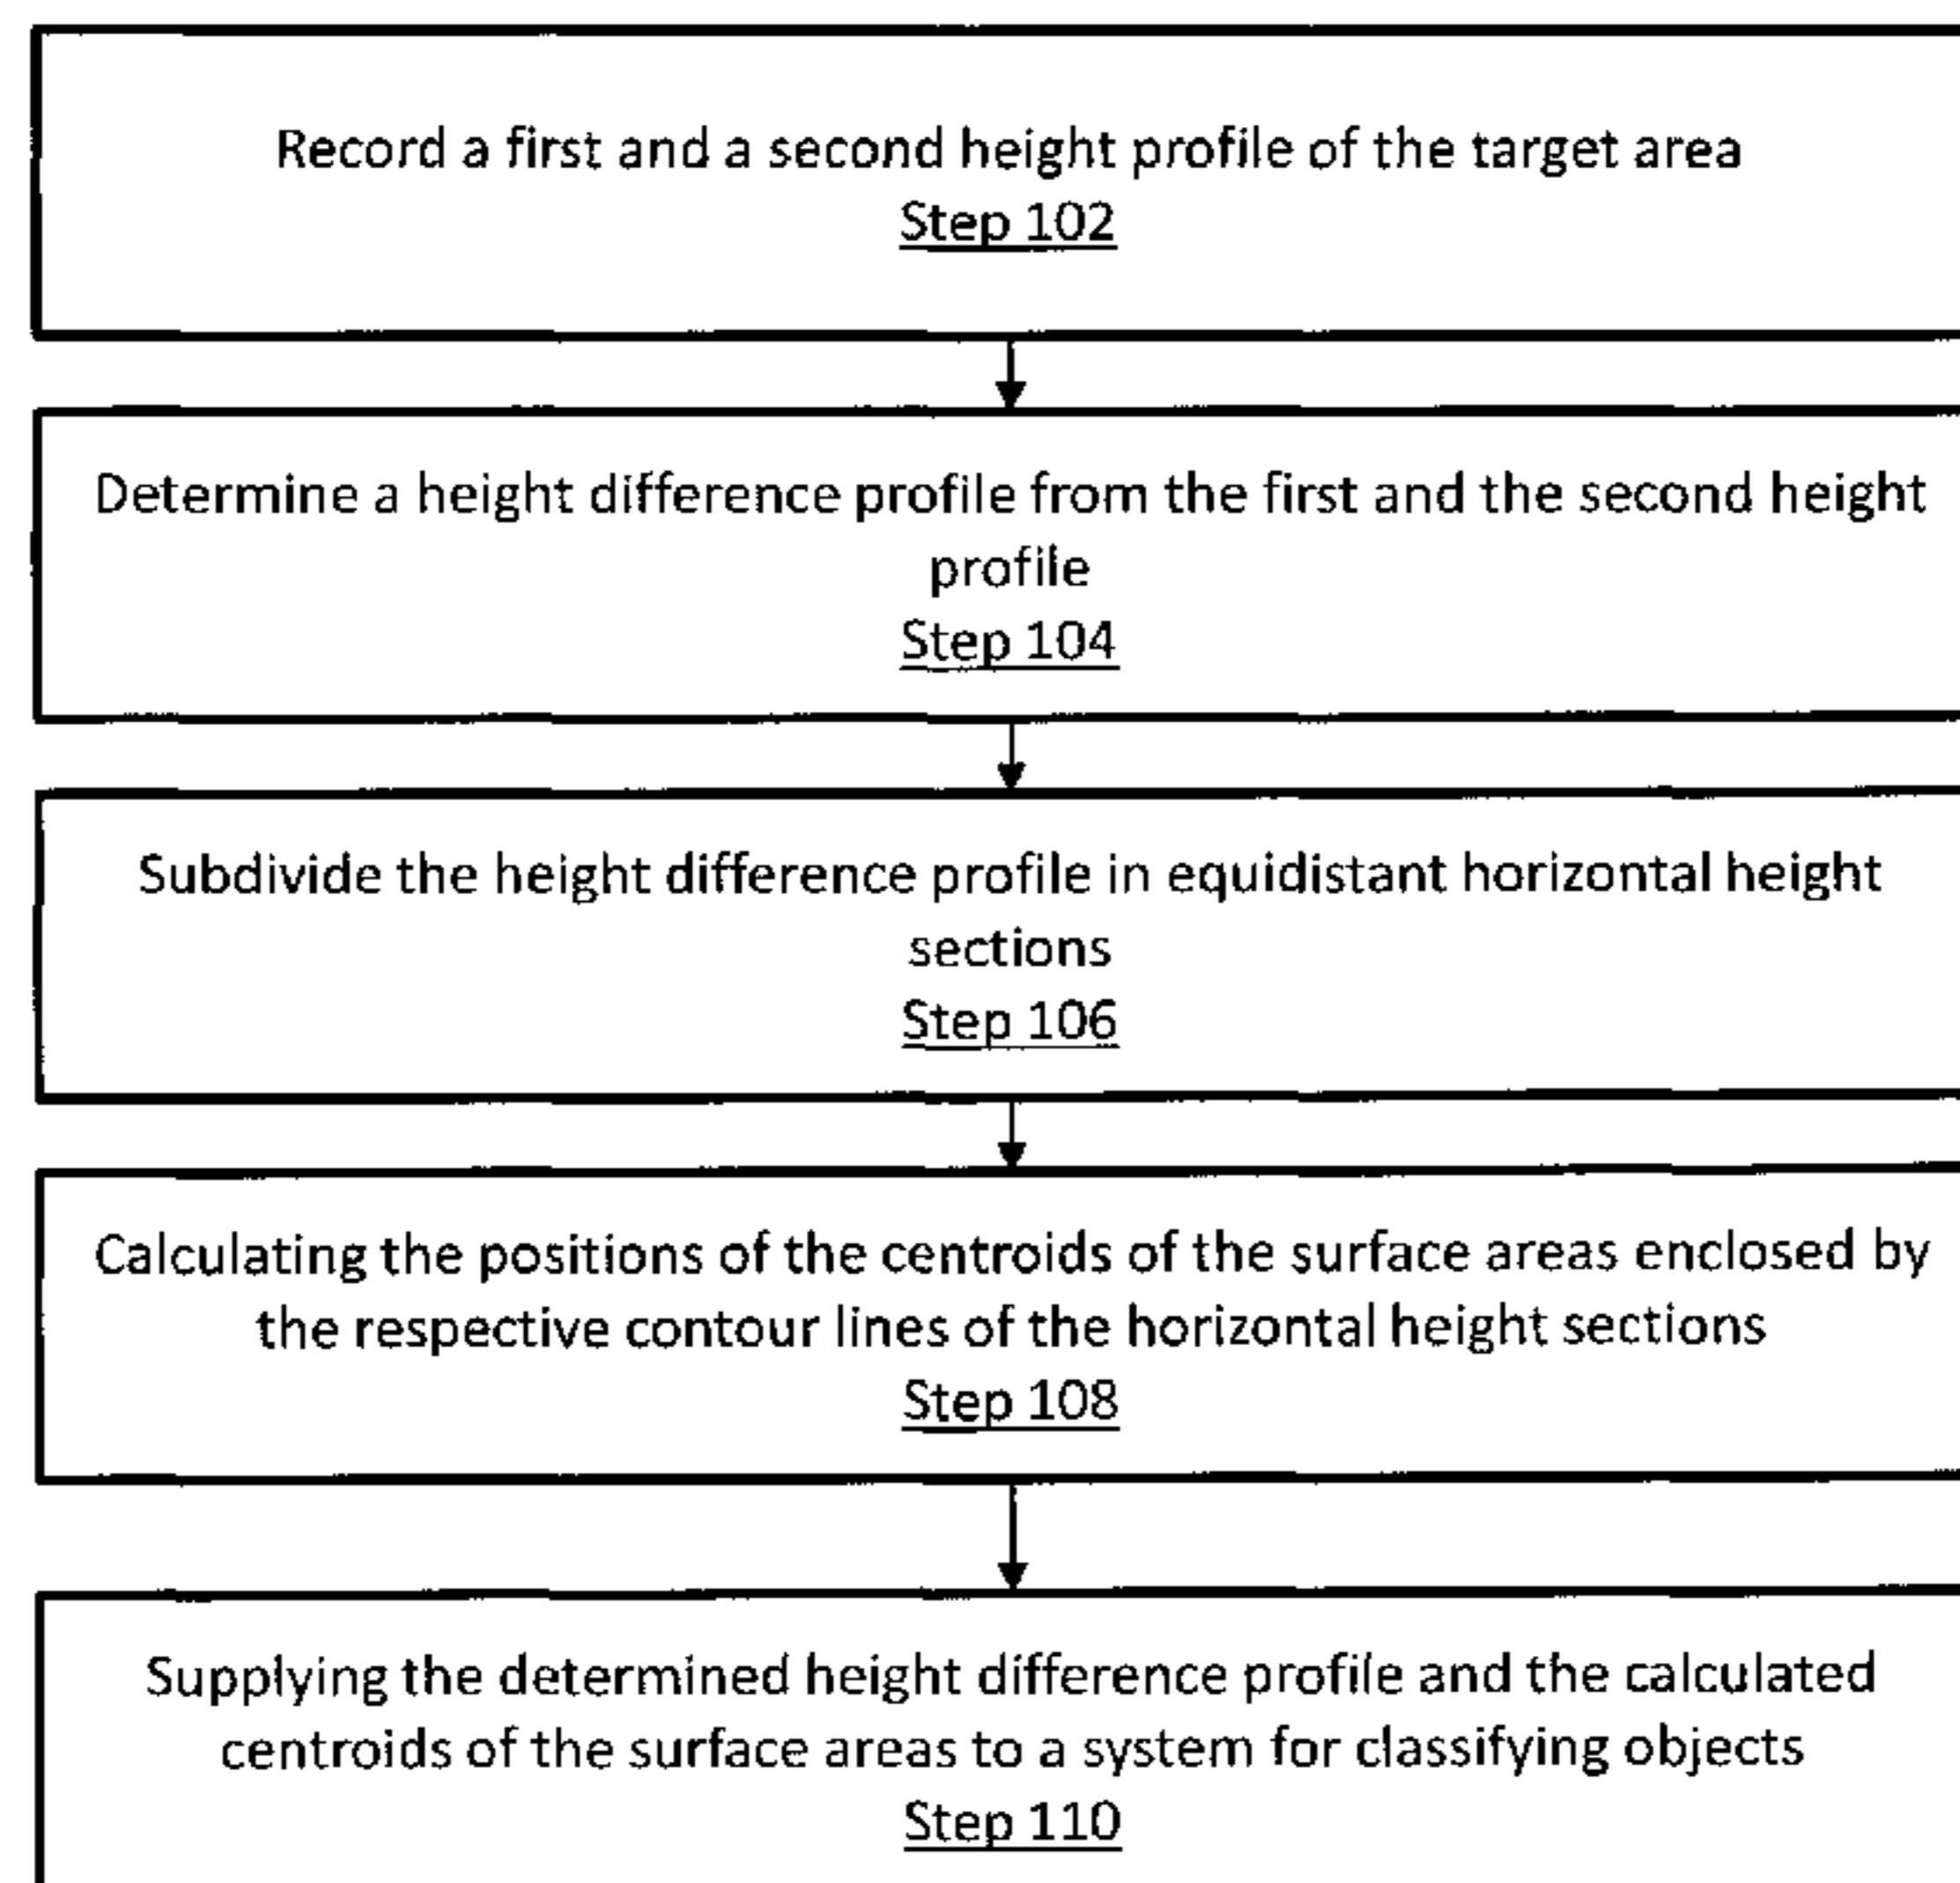 Record a first and a second height profile of the target area
Step 102
Determine a height difference profile from the first and the second height
profile
Step 104
Subdivide the height difference profile in equidistant horizontal height
sections
Step 106
Calculating the positions of the centroids of the surface areas enclosed by
the respective contour lines of the horizontal height sections
Step 108
Supplying the determined height difference profile and the calculated
centroids of the surface areas to a system for classifying objects
Step 110